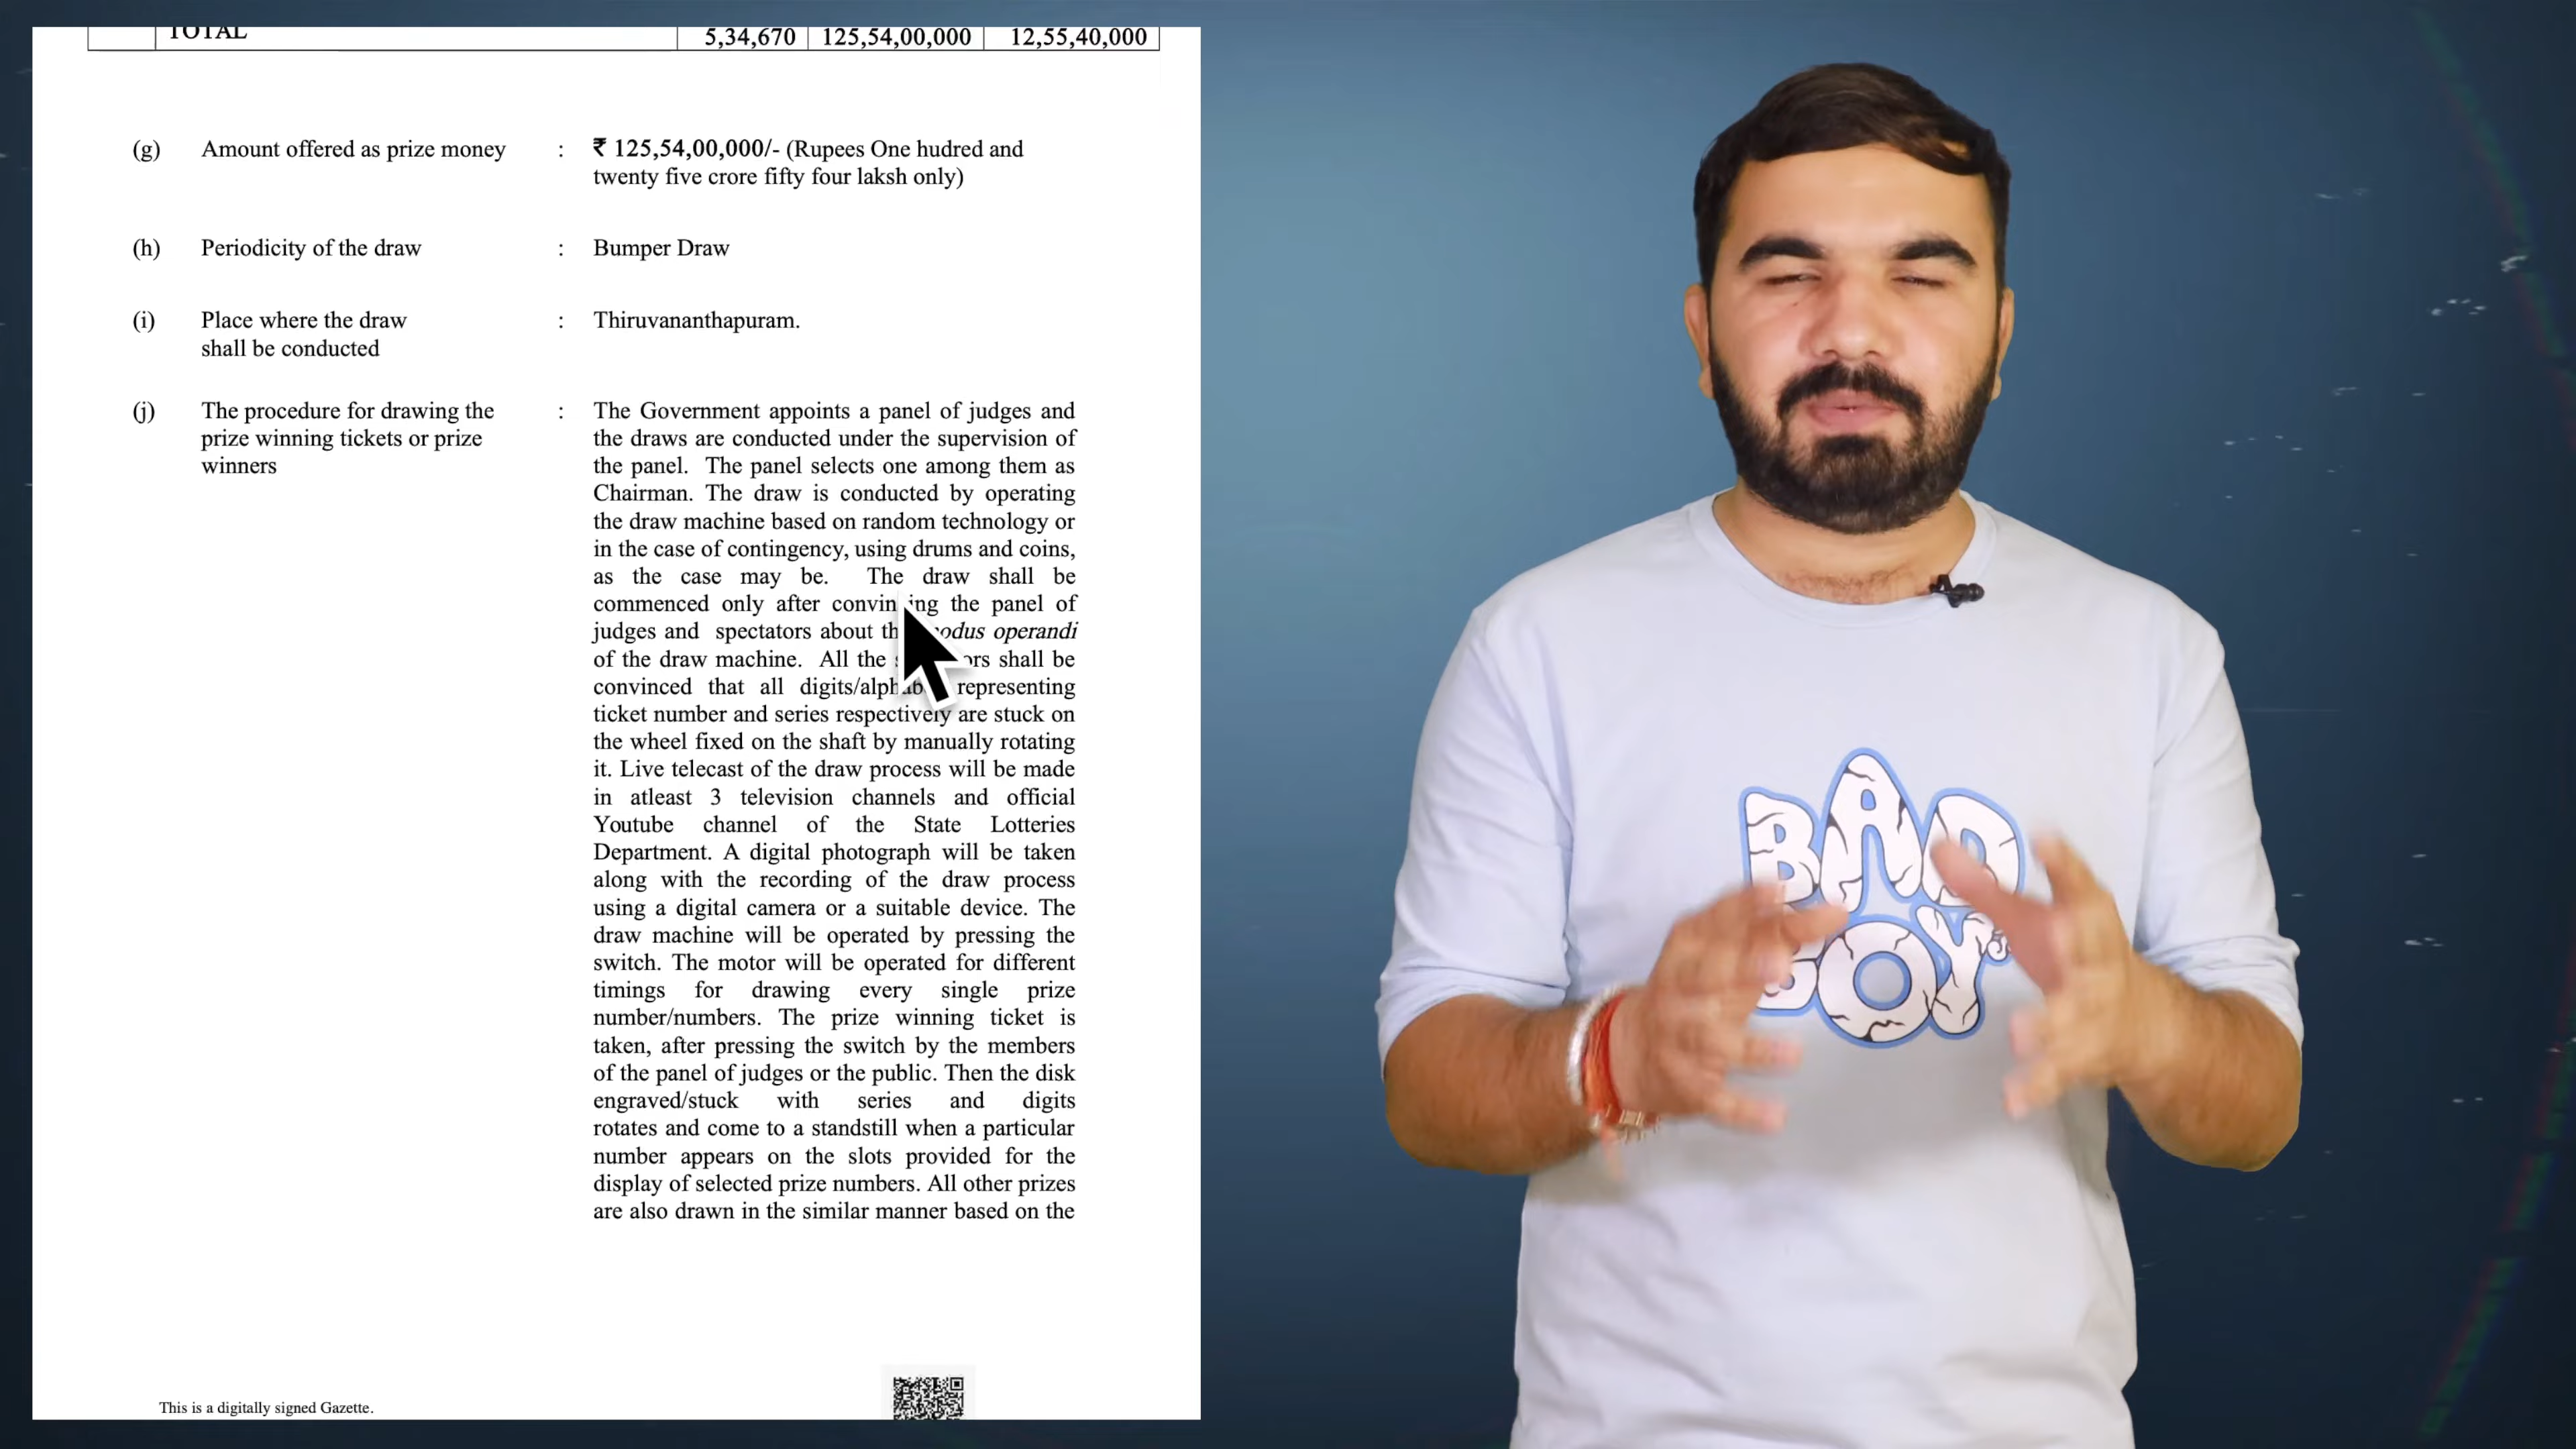 TOTAL 5,34,670 125,54,00,000 12,55,40,000
(g) Amount offered as prize money : ₹ 125,54,00,000/- (Rupees One hudred and
twenty five crore fifty four laksh only)
(h) Periodicity of the draw : Bumper Draw
(i) Place where the draw : Thiruvananthapuram.
shall be conducted
(j) The procedure for drawing the
prize winning tickets or prize
winners
: The Government appoints a panel of judges and
the draws are conducted under the supervision of
the panel. The panel selects one among them as
Chairman. The draw is conducted by operating
the draw machine based on random technology or
in the case of contingency, using drums and coins,
as the case may be. The draw shall be
commenced only after convincing the panel of
judges and spectators about operandi
of the draw machine. All the shall be
convinced that all representing
ticket number and series respectively are stuck on
the wheel fixed on the shaft by manually rotating
it. Live telecast of the draw process will be made
in atleast 3 television channels and official
Youtube channel of the State Lotteries
Department. A digital photograph will be taken
along with the recording of the draw process
using a digital camera or a suitable device. The
draw machine will be operated by pressing the
switch. The motor will be operated for different
timings for drawing every single prize
number/numbers. The prize winning ticket is
taken, after pressing the switch by the members
of the panel of judges or the public. Then the disk
engraved/stuck with series and digits
rotates and come to a standstill when a particular
number appears on the slots provided for the
display of selected prize numbers. All other prizes
are also drawn in the similar manner based on the
This is a digitally signed Gazette.
BAD
BOY